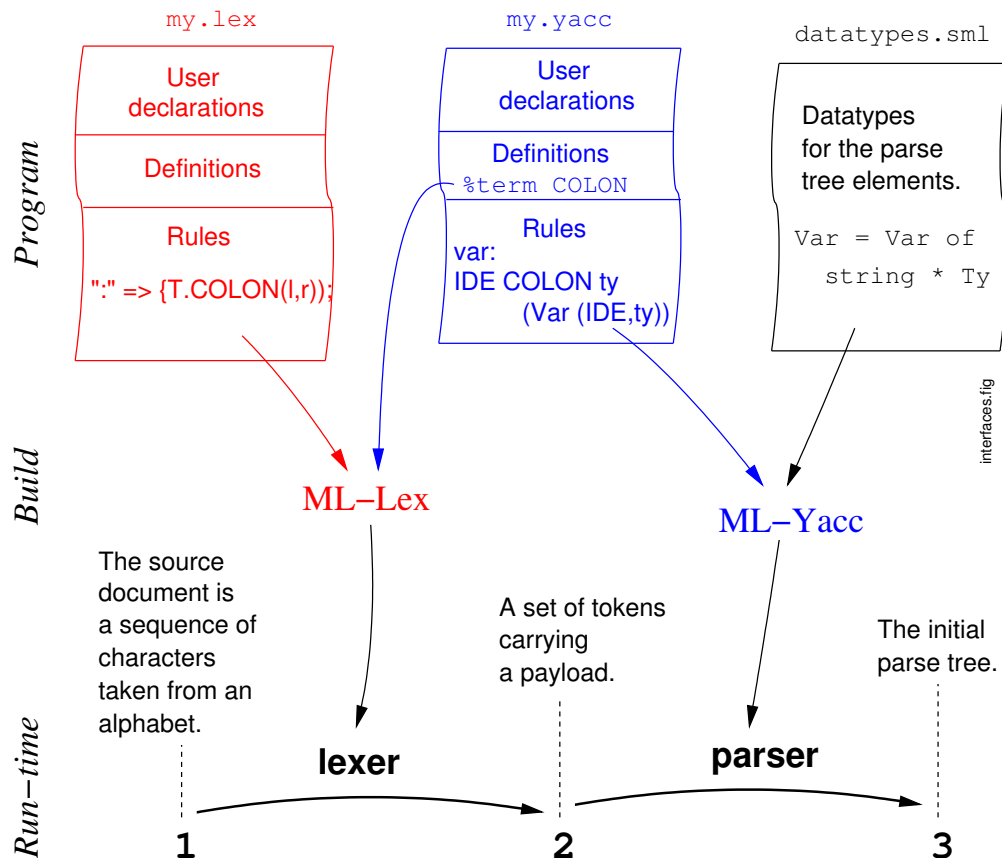 my.lex
my.yacc
datatypes.sml
Program
User
declarations
Definitions
Rules
":" => {T.COLON(l,r));
User
declarations
Definitions
%term COLON
Rules
var:
IDE COLON ty
(Var (IDE,ty))
Datatypes
for the parse
tree elements.
Var = Var of
string * Ty
interfaces.fig
Build
ML−Lex
ML−Yacc
The source
document is
a sequence of
characters
taken from an
alphabet.
A set of tokens
carrying
a payload.
The initial
parse tree.
Run−time
lexer
parser
1
2
3